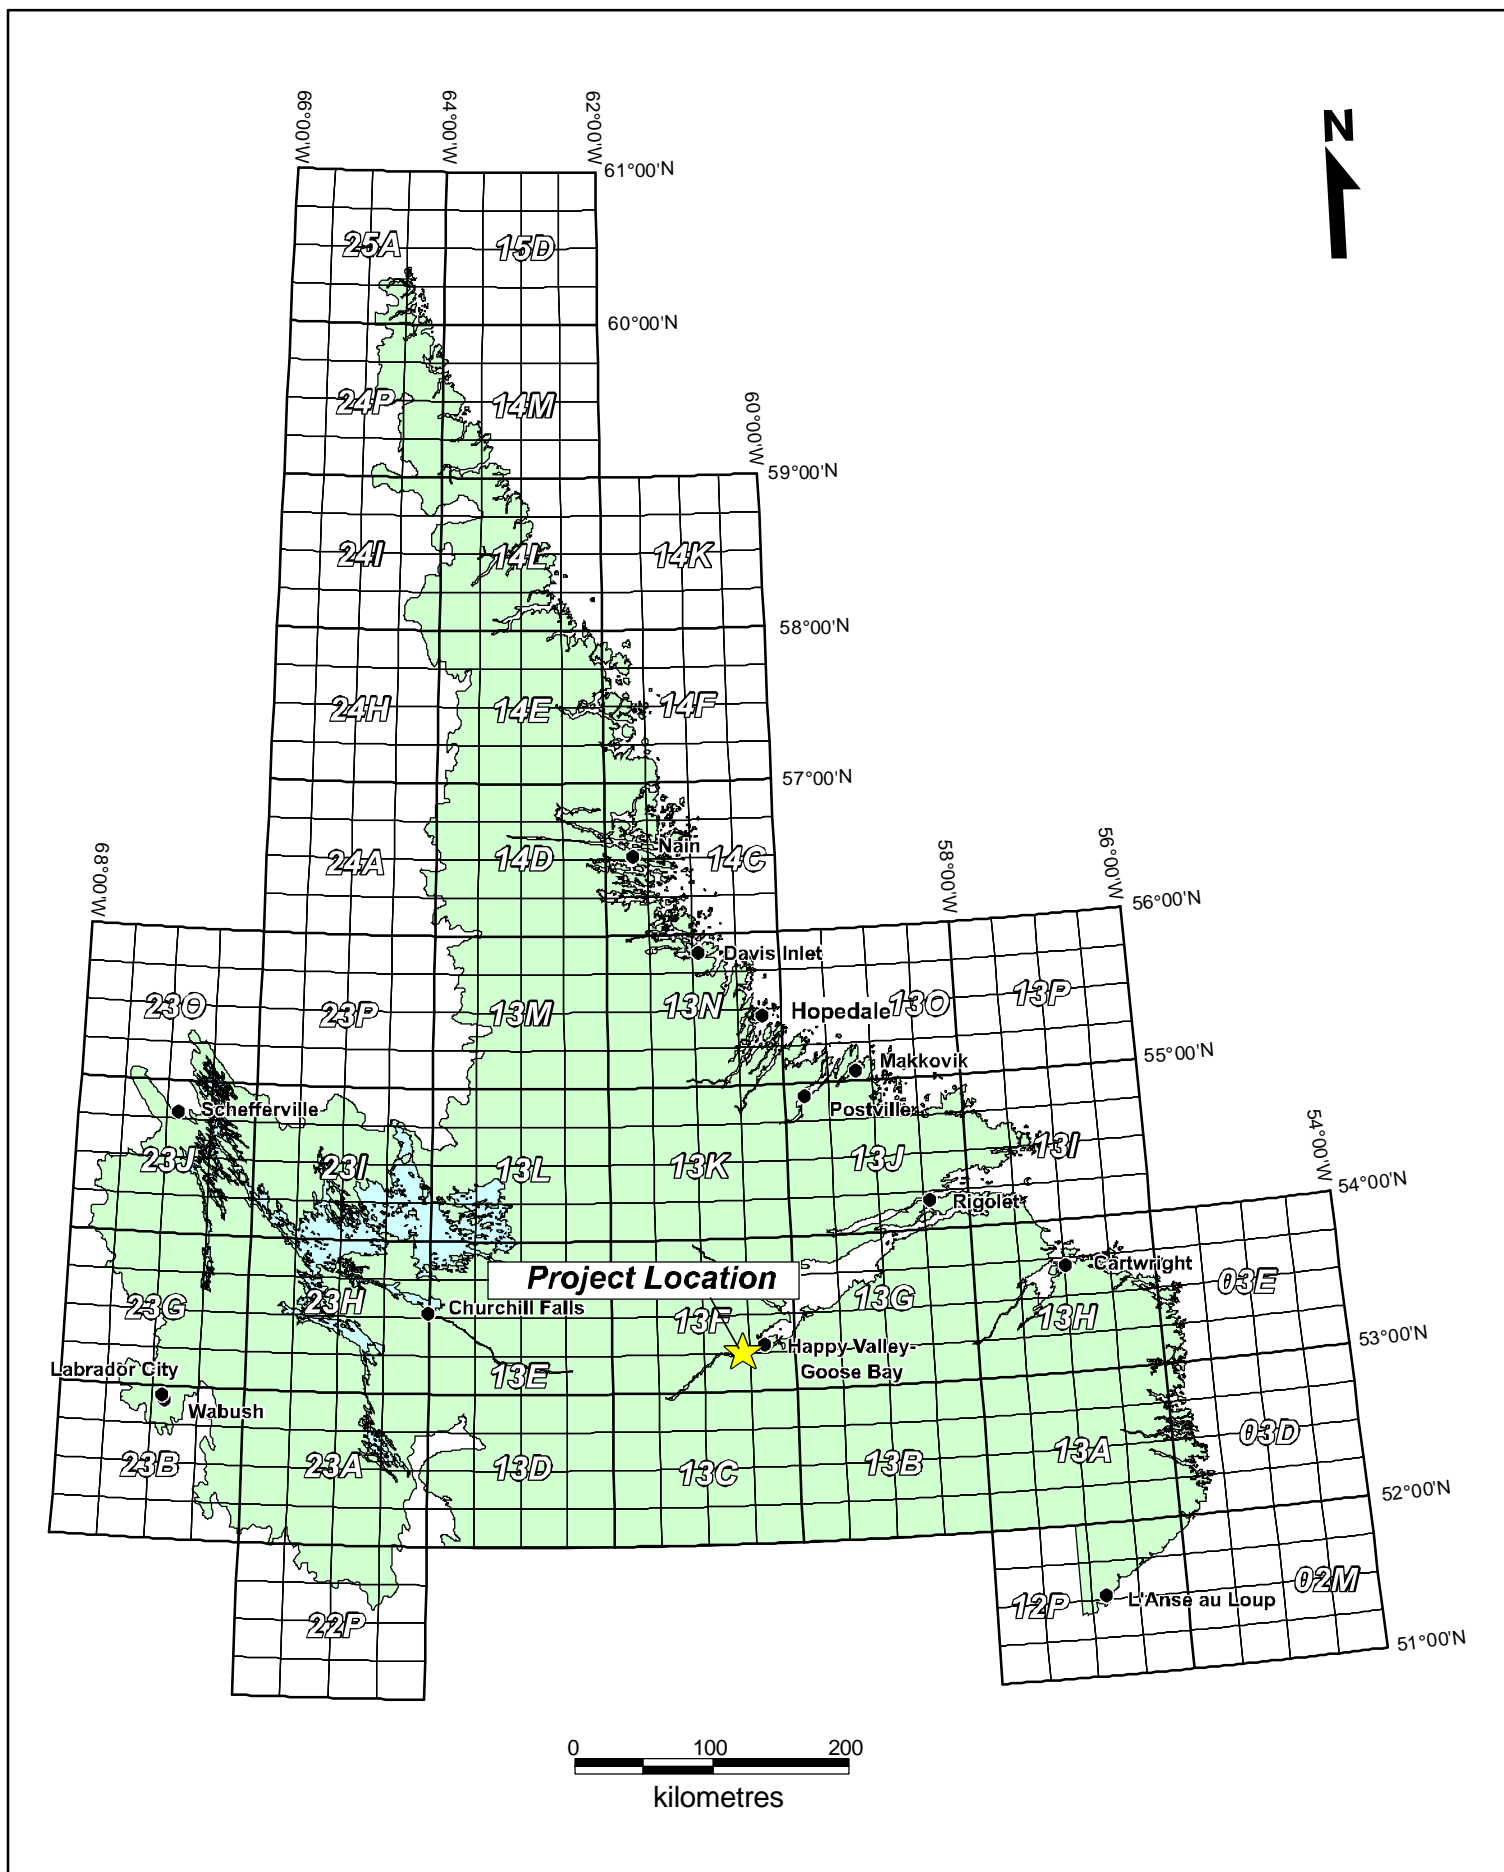 66°00'W
64°00'W
62°00'W
N
61°00'N
25A
15D
60°00'N
24P
14M
60°00'W
59°00'N
24I
14L
14K
58°00'N
24H
14E
14F
57°00'N
68°00'W
24A
14D
Nain
14C
58°00'W
56°00'W
56°00'N
Davis Inlet
23O
23P
13M
13N
Hopedale
13O
13P
55°00'N
Makkovik
Schefferville
Postville
54°00'W
23J
23I
13L
13K
13J
13I
54°00'N
Rigolet
Project Location
Cartwright
03E
23G
23H
Churchill Falls
13F
13G
13H
53°00'N
Happy Valley-
Goose Bay
Labrador City
13E
Wabush
03D
23B
23A
13D
13C
13B
13A
52°00'N
02M
12P
L'Anse au Loup
22P
51°00'N
0 100 200
kilometres